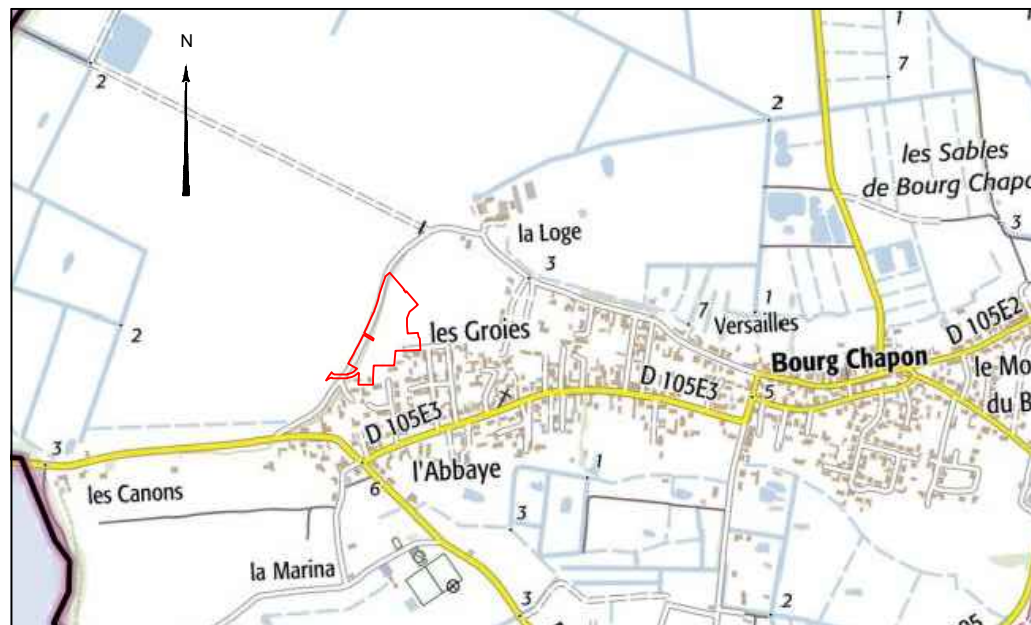 N
1
2
7
2
les Sables
de Bourg Chapo
3
la Loge
3
7
1
les Groies
Versailles
D 105E2
2
Bourg Chapon
le Mo
du B
D 105E3
5
D 105E3
3
l'Abbaye
1
6
les Canons
3
la Marina
2
3